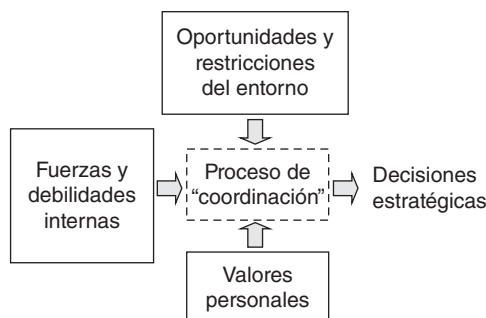 Oportunidades y
restricciones
del entorno
Fuerzas y
debilidades
internas
Proceso de
“coordinación”
Decisiones
estratégicas
Valores
personales